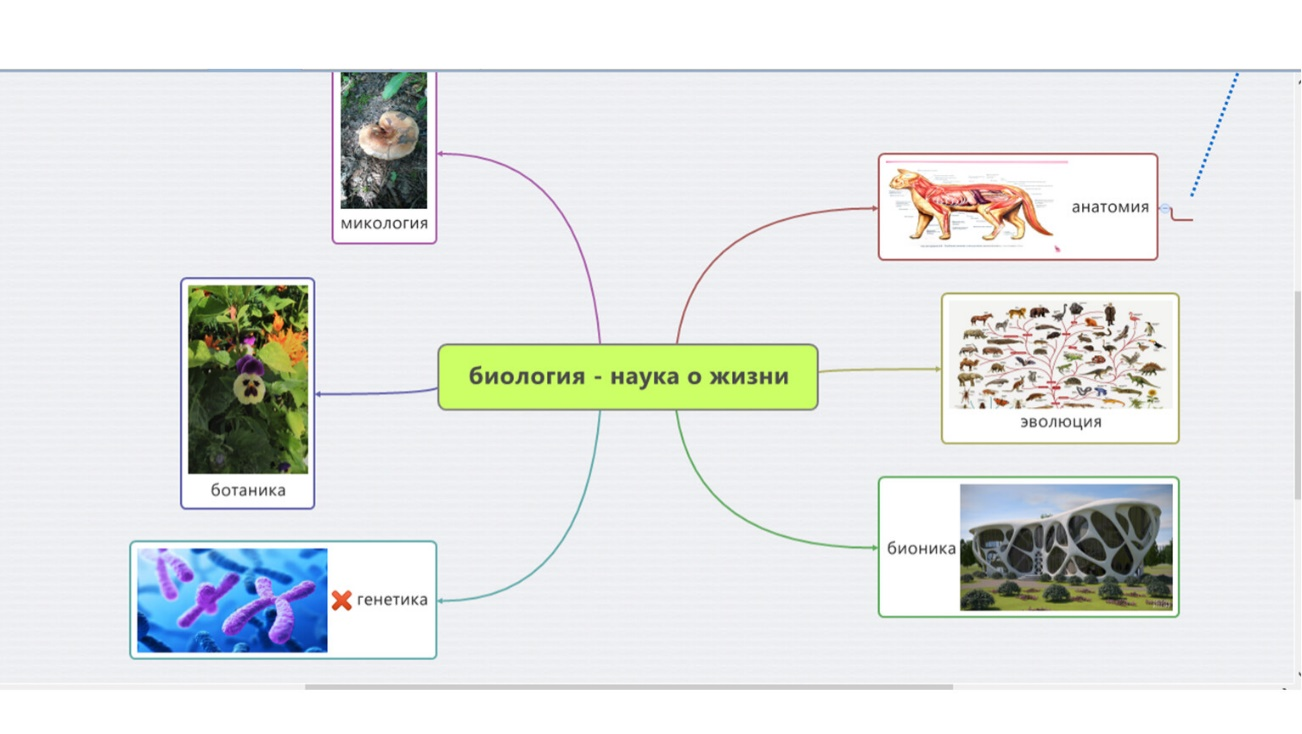 микология
анатомия
биология - наука о жизни
эволюция
ботаника
бионика
генетика